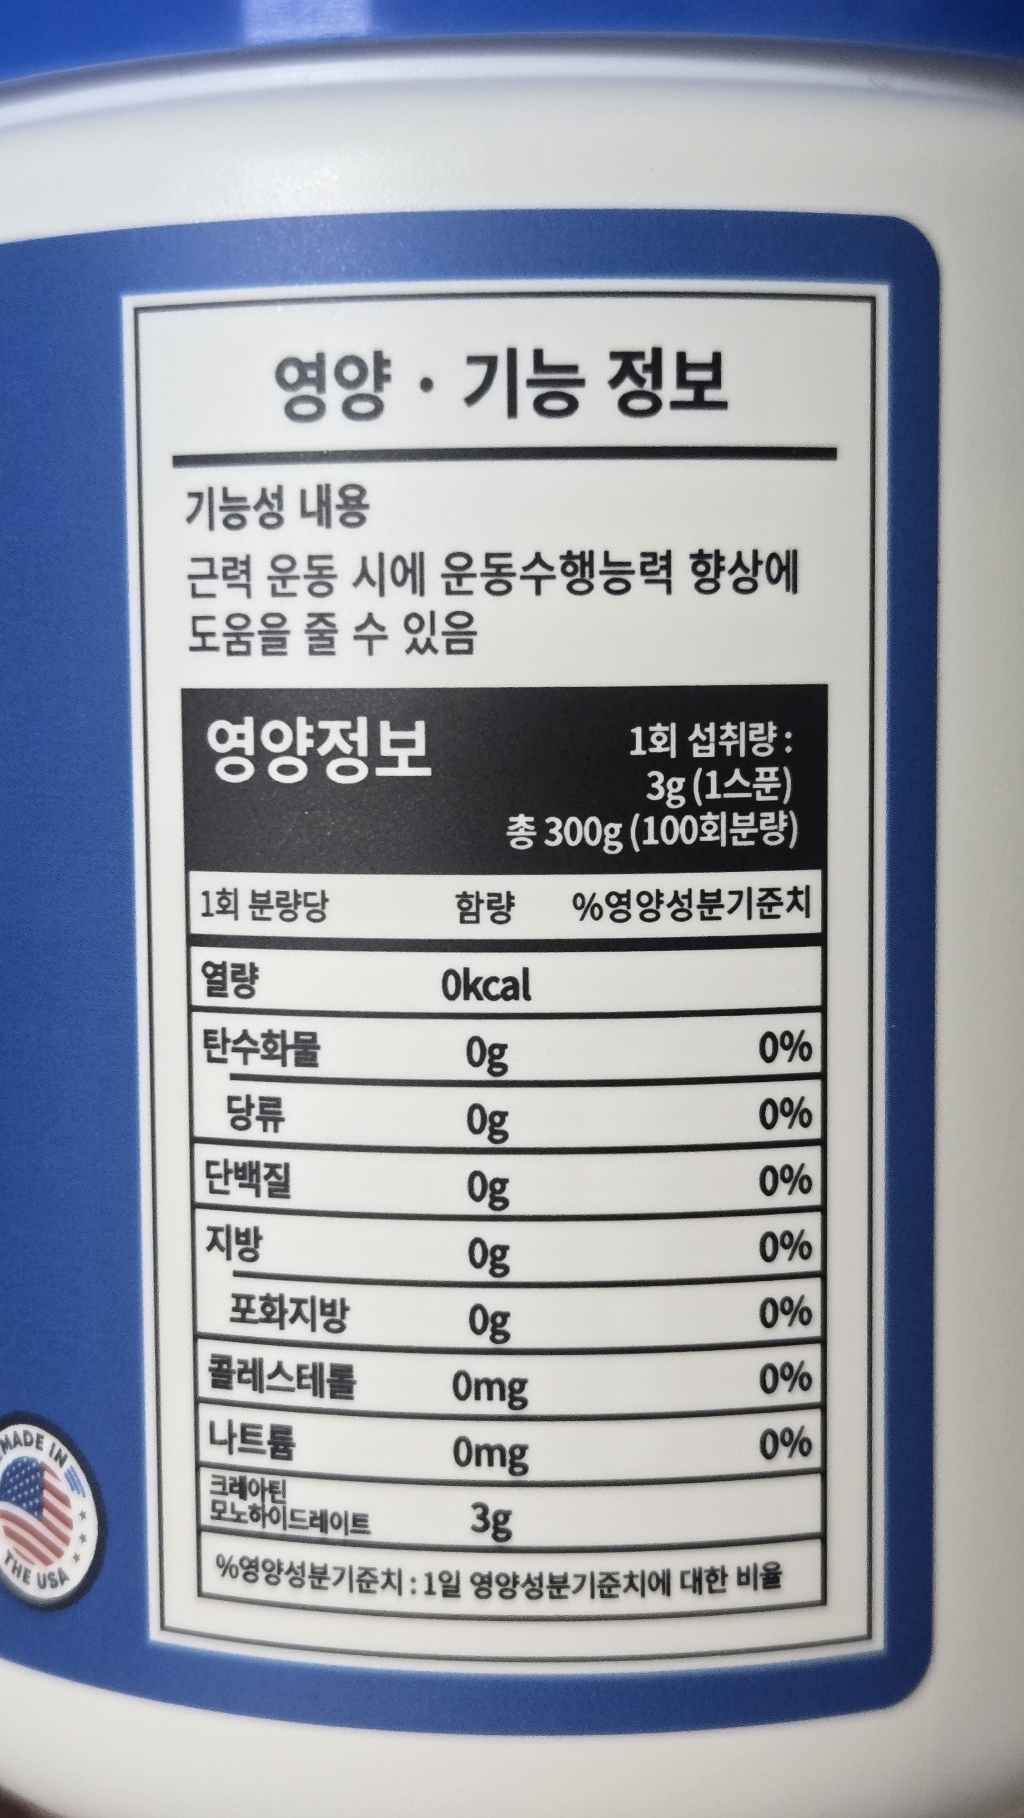 영양 · 기능 정보
기능성 내용
근력 운동 시에 운동수행능력 향상에
도움을 줄 수 있음
영양정보
1회 섭취량 :
3g (1스푼)
총 300g (100회분량)
1회 분량당 함량 %영양성분기준치
열량 0kcal
탄수화물 0g 0%
당류 0g 0%
단백질 0g 0%
지방 0g 0%
포화지방 0g 0%
콜레스테롤 0mg 0%
나트륨 0mg 0%
크레아틴
모노하이드레이트 3g
%영양성분기준치 : 1일 영양성분기준치에 대한 비율
MADE IN
THE USA